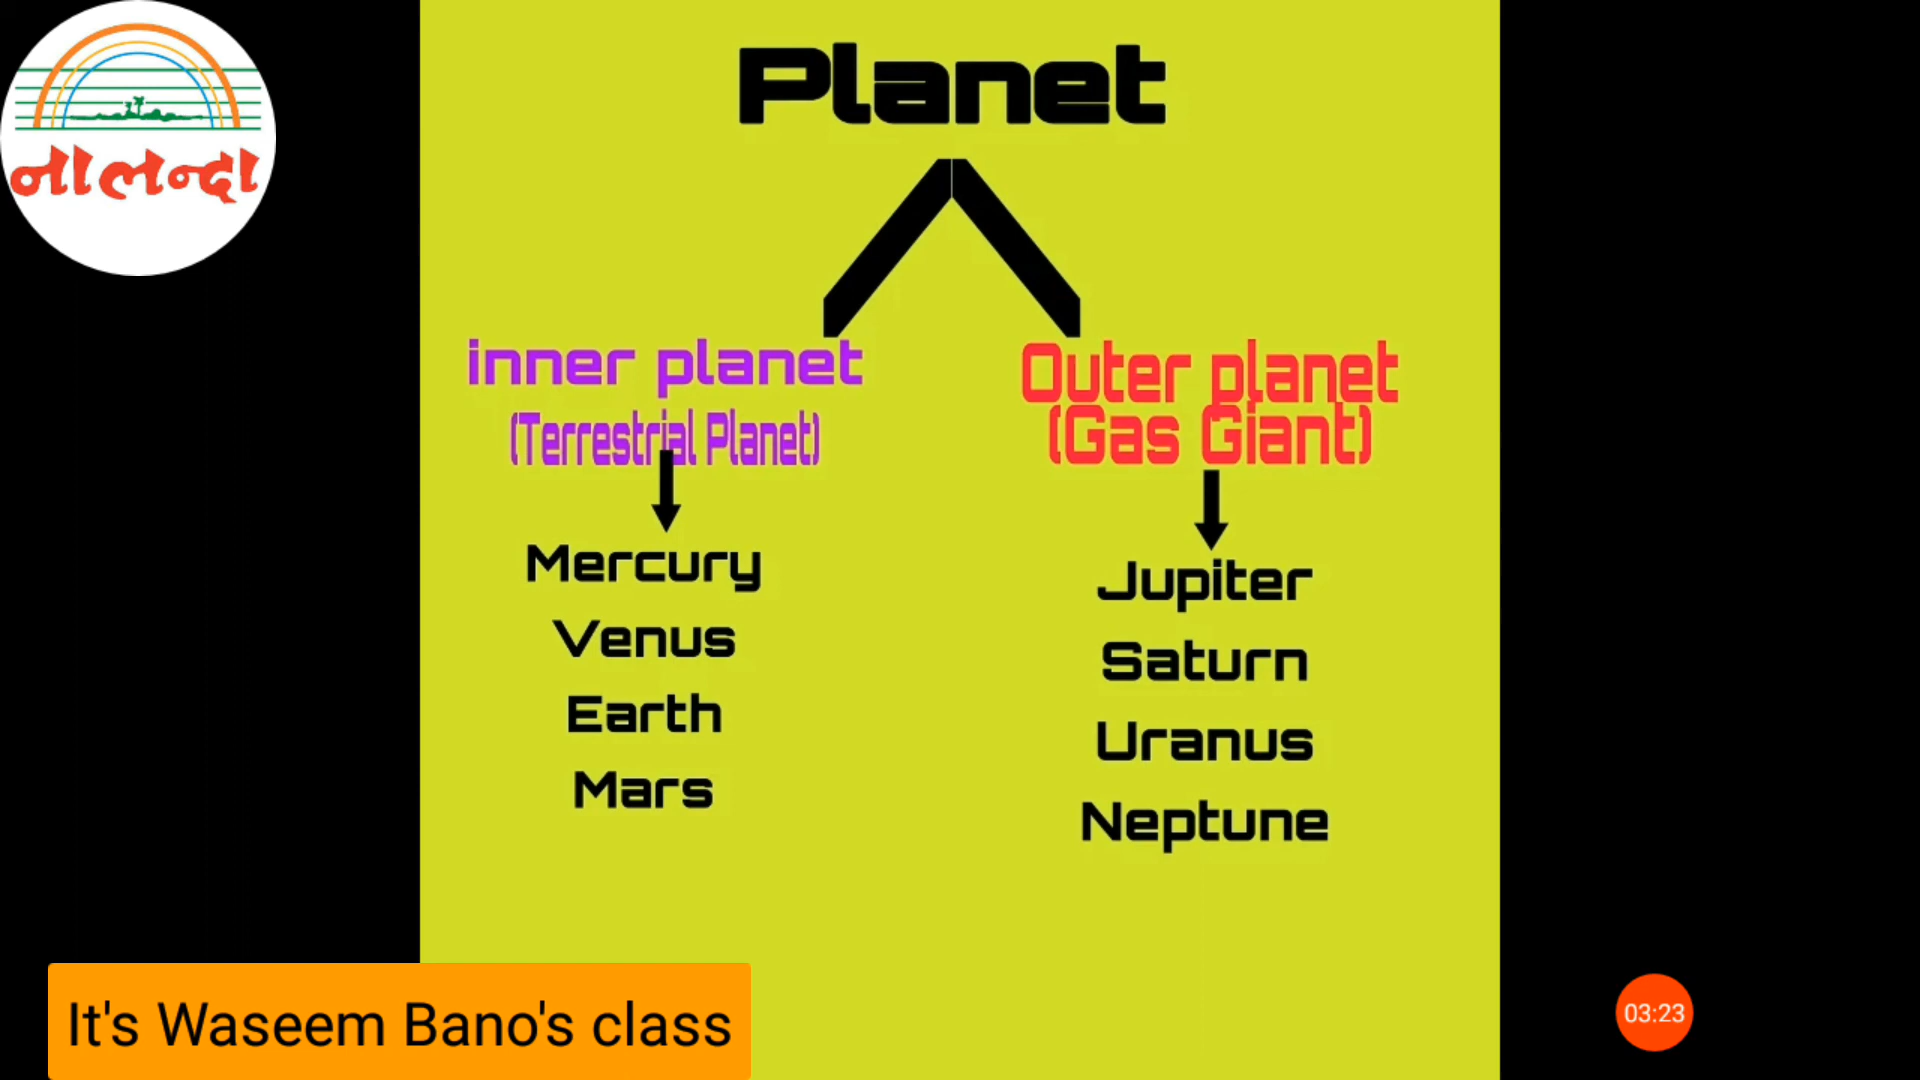 નાલન્દા
Planet
inner planet
(Terrestrial Planet)
Mercury
Venus
Earth
Mars
Outer planet
(Gas Giant)
Jupiter
Saturn
Uranus
Neptune
It's Waseem Bano's class
03:23